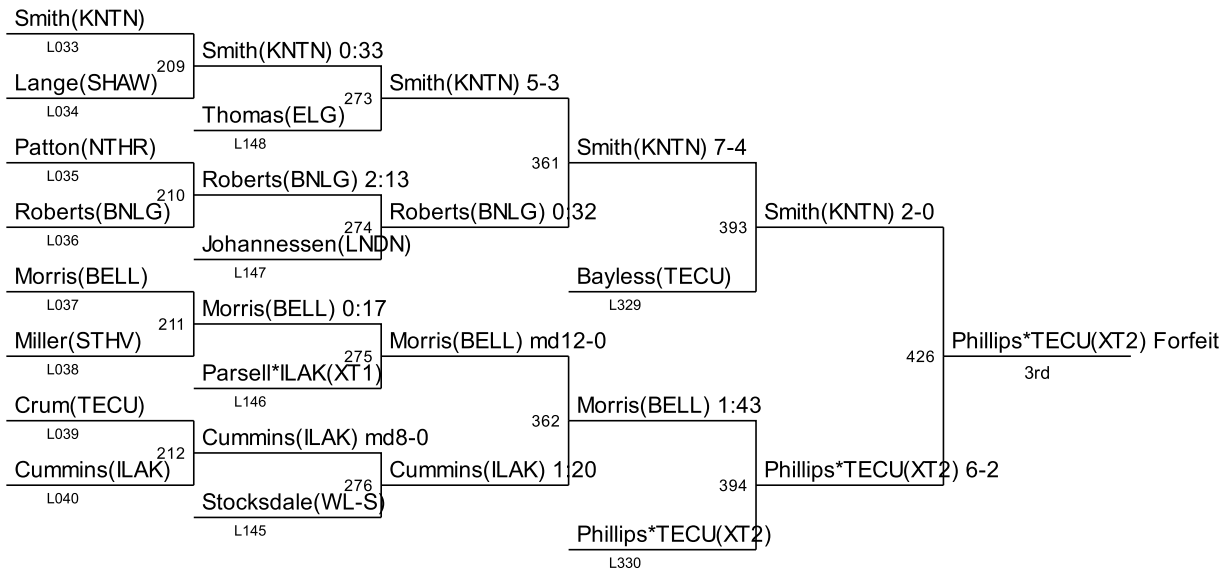 Smith(KNTN)
L033
Smith(KNTN) 0:33
209
Lange(SHAW)
Smith(KNTN) 5-3
273
L034
Thomas(ELG)
L148
Patton(NTHR)
Smith(KNTN) 7-4
361
L035
Roberts(BNLG) 2:13
210
Roberts(BNLG)
Roberts(BNLG) 0:32
Smith(KNTN) 2-0
274
393
L036
Johannessen(LNDN)
L147
Morris(BELL)
Bayless(TECU)
L037
L329
Morris(BELL) 0:17
211
Miller(STHV)
Morris(BELL) md12-0
Phillips*TECU(XT2) Forfeit
275
426
L038
Parsell*ILAK(XT1)
3rd
L146
Crum(TECU)
Morris(BELL) 1:43
362
L039
Cummins(ILAK) md8-0
212
Cummins(ILAK)
Cummins(ILAK) 1:20
Phillips*TECU(XT2) 6-2
276
394
L040
Stocksdale(WL-S)
L145
Phillips*TECU(XT2)
L330